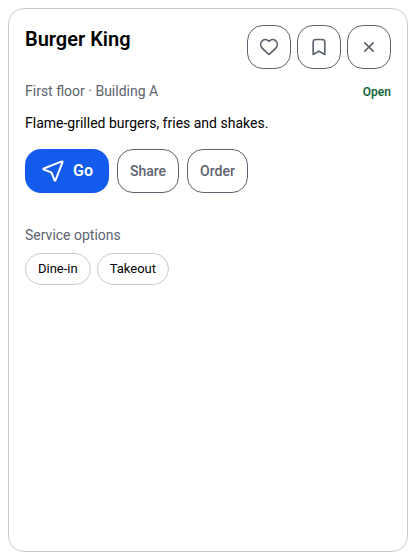 Burger King
First floor · Building A
Open
Flame-grilled burgers, fries and shakes.
Go
Share
Order
Service options
Dine-in
Takeout